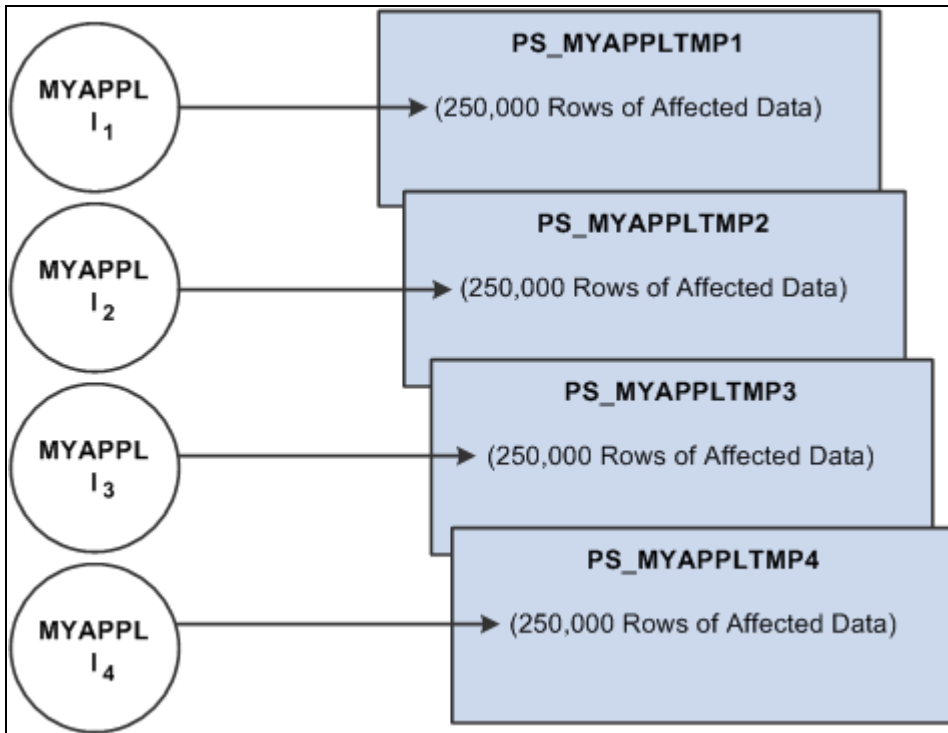 MYAPPL
I1
PS_MYAPPLTMP1
(250,000 Rows of Affected Data)
MYAPPL
I2
PS_MYAPPLTMP2
(250,000 Rows of Affected Data)
MYAPPL
I3
PS_MYAPPLTMP3
(250,000 Rows of Affected Data)
MYAPPL
I4
PS_MYAPPLTMP4
(250,000 Rows of Affected Data)